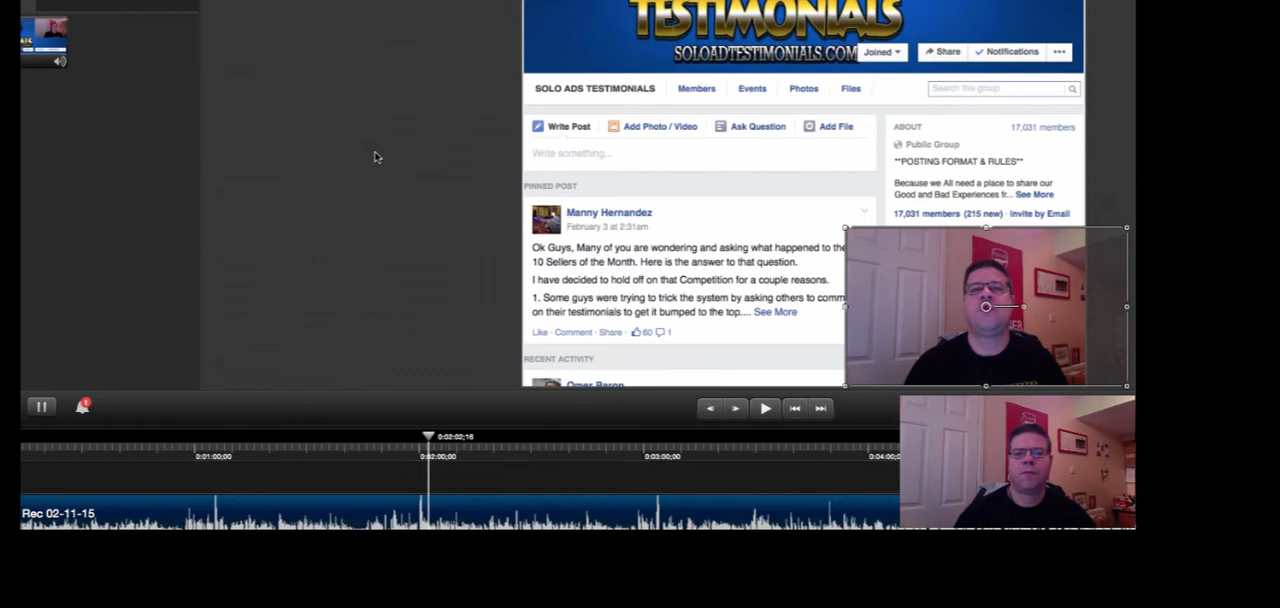 TESTIMONIALS
SOLOADTESTIMONIALS.COM
Joined
Share
Notifications
SOLO ADS TESTIMONIALS
Members
Events
Photos
Files
Search this group
Write Post
Add Photo / Video
Ask Question
Add File
Write something...
ABOUT
17,031 members
Public Group
**POSTING FORMAT & RULES**
Because we All need a place to share our
Good and Bad Experiences fr... See More
17,031 members (215 new) · Invite by Email
PINNED POST
Manny Hernandez
February 3 at 2:31am
Ok Guys, Many of you are wondering and asking what happened to the
10 Sellers of the Month. Here is the answer to that question.
I have decided to hold off on that Competition for a couple reasons.
1. Some guys were trying to trick the system by asking others to comm
on their testimonials to get it bumped to the top.... See More
Like · Comment · Share · 60 1
RECENT ACTIVITY
Omer Baron
1
0:02:02;16
0:01:00;00
0:02:00;00
0:03:00;00
0:04:00;
Rec 02-11-15